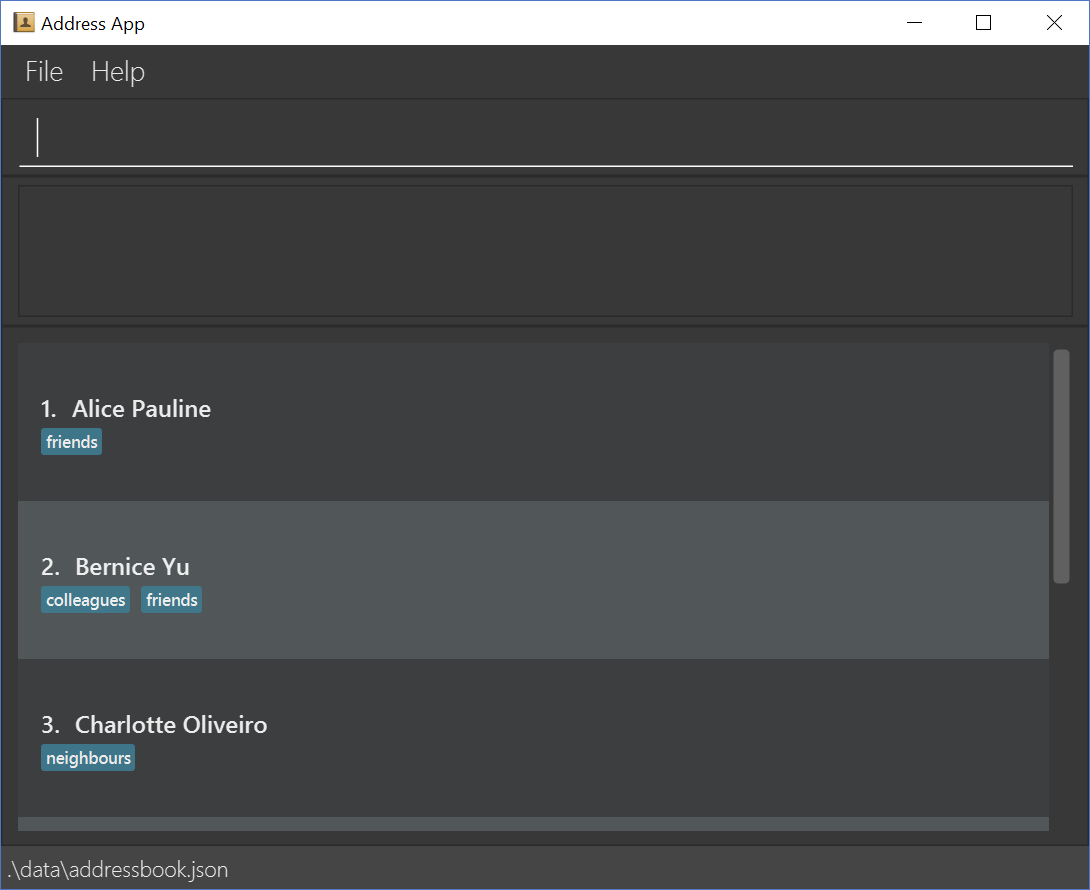 Address App
File Help
1. Alice Pauline
friends
2. Bernice Yu
colleagues friends
3. Charlotte Oliveiro
neighbours
.\data\addressbook.json